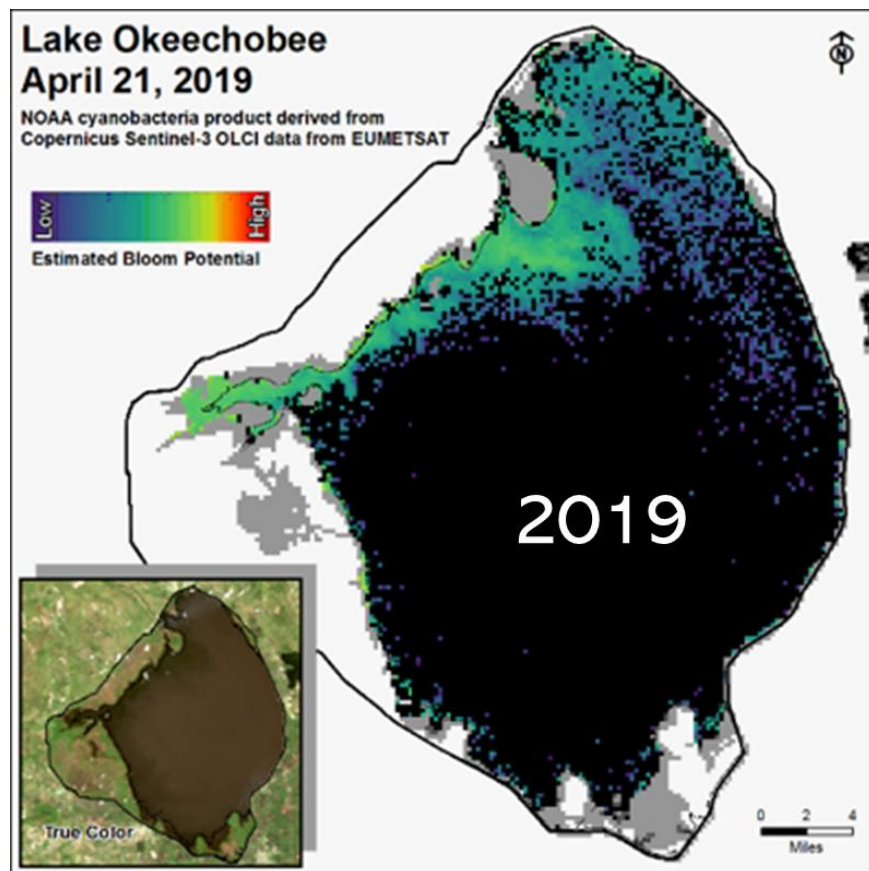 Lake Okeechobee
April 21, 2019
NOAA cyanobacteria product derived from
Copernicus Sentinel-3 OLCI data from EUMETSAT
N
Low
High
Estimated Bloom Potential
2019
True Color
0 2 4
Miles